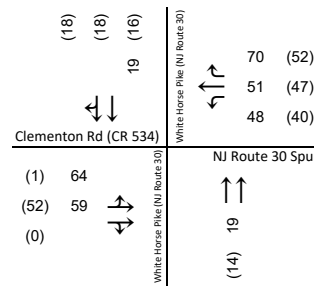 (18) (18) (16)
19
Clementon Rd (CR 534)
White Horse Pike (NJ Route 30)
70 (52)
51 (47)
48 (40)
(1) 64
(52) 59
(0)
White Horse Pike (NJ Route 30)
NJ Route 30 Spu
19
(14)